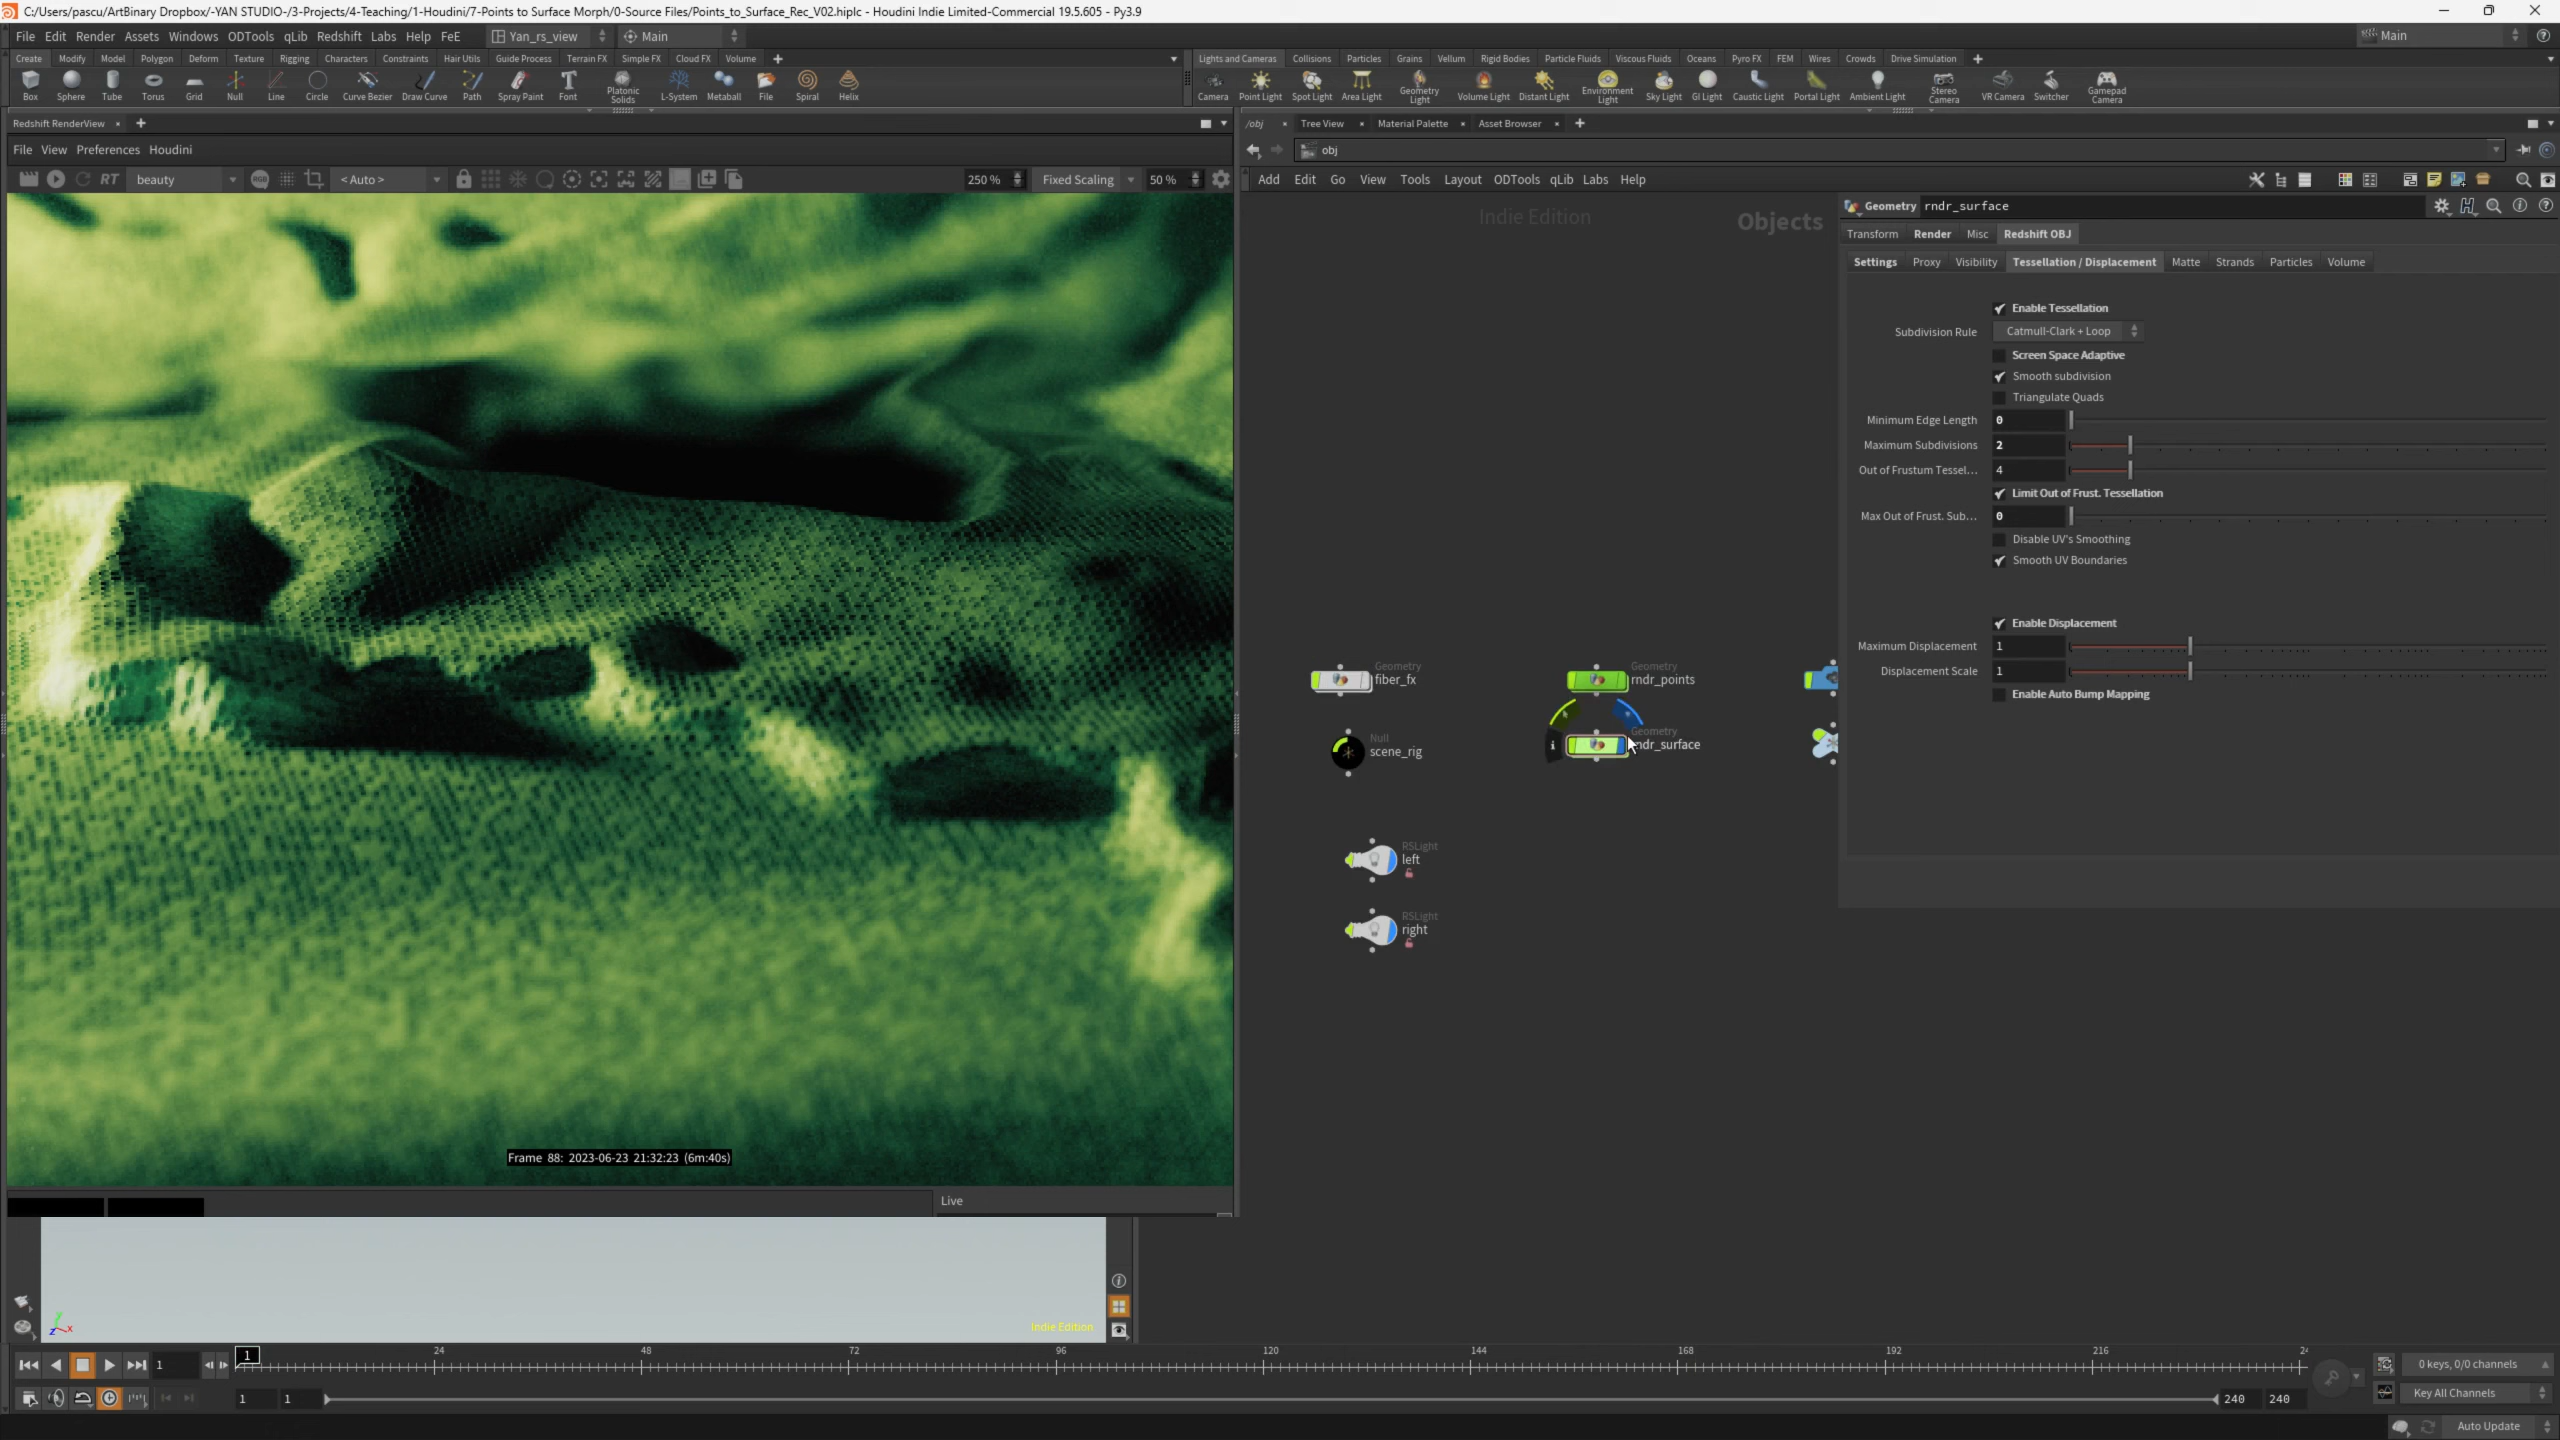 C:/Users/pascu/ArtBinary Dropbox/-YAN STUDIO-/3-Projects/4-Teaching/1-Houdini/7-Points to Surface Morph/0-Source Files/Points_to_Surface_Rec_V02.hiplc - Houdini Indie Limited-Commercial 19.5.605 - Py3.9
File Edit Render Assets Windows ODTools qLib Redshift Labs Help FeE Yan_rs_view Main Main
Create Modify Model Polygon Deform Texture Rigging Characters Constraints Hair Utils Guide Process Terrain FX Simple FX Cloud FX Volume
Lights and Cameras Collisions Particles Grains Vellum Rigid Bodies Particle Fluids Viscous Fluids Oceans Pyro FX FEM Wires Crowds Drive Simulation
Box Sphere Tube Torus Grid Null Line Circle Curve Bezier Draw Curve Path Spray Paint Font Platonic Solids L-System Metaball File Spiral Helix
Camera Point Light Spot Light Area Light Geometry Light Volume Light Distant Light Environment Light Sky Light GI Light Caustic Light Portal Light Ambient Light Stereo Camera VR Camera Switcher Gamepad Camera
Redshift RenderView
/obj Tree View Material Palette Asset Browser
File View Preferences Houdini
obj
RT beauty RGB < Auto > 250 % Fixed Scaling 50 %
Add Edit Go View Tools Layout ODTools qLib Labs Help
Indie Edition
Objects
Geometry rndr_surface
Transform Render Misc Redshift OBJ
Settings Proxy Visibility Tessellation / Displacement Matte Strands Particles Volume
Enable Tessellation
Subdivision Rule Catmull-Clark + Loop
Screen Space Adaptive
Smooth subdivision
Triangulate Quads
Minimum Edge Length 0
Maximum Subdivisions 2
Out of Frustum Tessel... 4
Limit Out of Frust. Tessellation
Max Out of Frust. Sub... 0
Disable UV's Smoothing
Smooth UV Boundaries
Enable Displacement
Maximum Displacement 1
Displacement Scale 1
Enable Auto Bump Mapping
Geometry
fiber_fx
Geometry
rndr_points
Null
scene_rig
Geometry
ndr_surface
RSLight
left
RSLight
right
Frame 88: 2023-06-23 21:32:23 (6m:40s)
Live
z x
Indie Edition
1 1 24 48 72 96 120 144 168 192 216 24
0 keys, 0/0 channels
1 1 240 240
Key All Channels
Auto Update